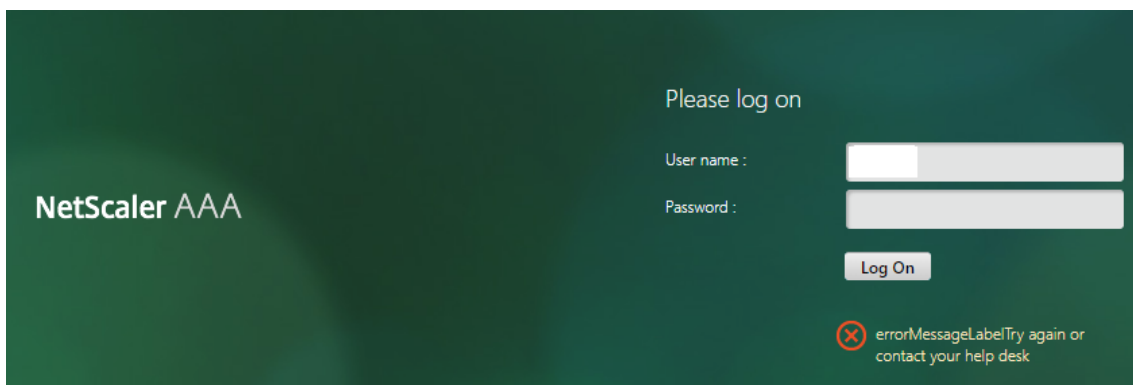 Please log on
User name :
NetScaler AAA
Password :
Log On
errorMessageLabelTry again or
contact your help desk